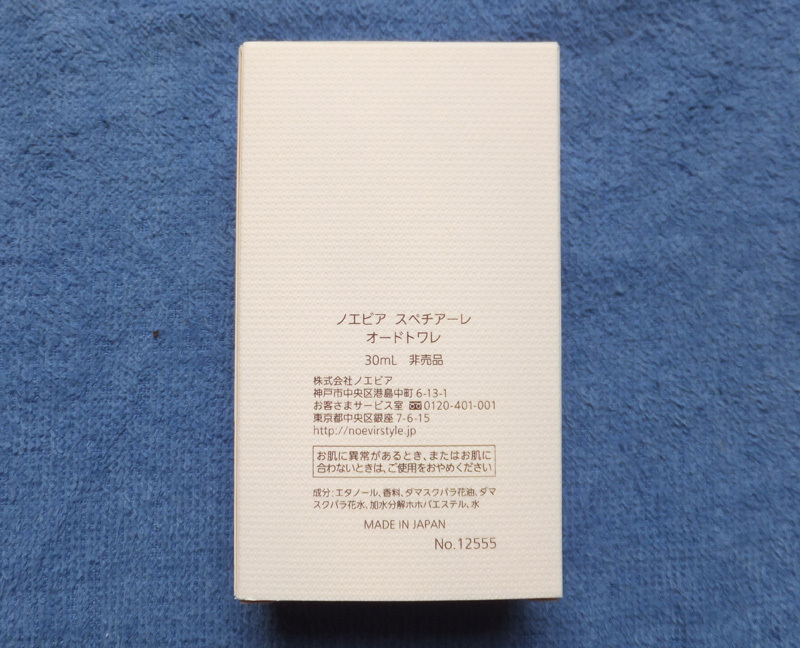 ノエビア スペチアーレ
オードトワレ
30mL 非売品
株式会社ノエビア
神戸市中央区港島中町 6-13-1
お客さまサービス室 0120-401-001
東京都中央区銀座 7-6-15
http://noevirstyle.jp
お肌に異常があるとき、またはお肌に
合わないときは、ご使用をおやめください
成分:エタノール、香料、ダマスクバラ花油、ダマ
スクバラ花水、加水分解ホホバエステル、水
MADE IN JAPAN
No.12555